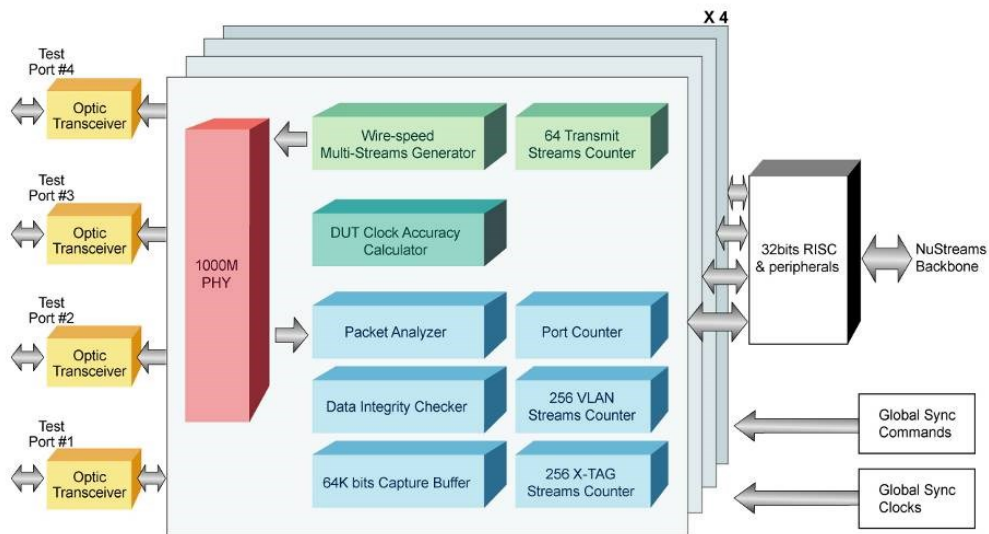 X 4
Test
Port #4
Optic
Transceiver
Test
Port #3
Optic
Transceiver
Test
Port #2
Optic
Transceiver
Test
Port #1
Optic
Transceiver
1000M
PHY
Wire-speed
Multi-Streams Generator
64 Transmit
Streams Counter
DUT Clock Accuracy
Calculator
Packet Analyzer
Port Counter
Data Integrity Checker
256 VLAN
Streams Counter
64K bits Capture Buffer
256 X-TAG
Streams Counter
32bits RISC
& peripherals
NuStreams
Backbone
Global Sync
Commands
Global Sync
Clocks